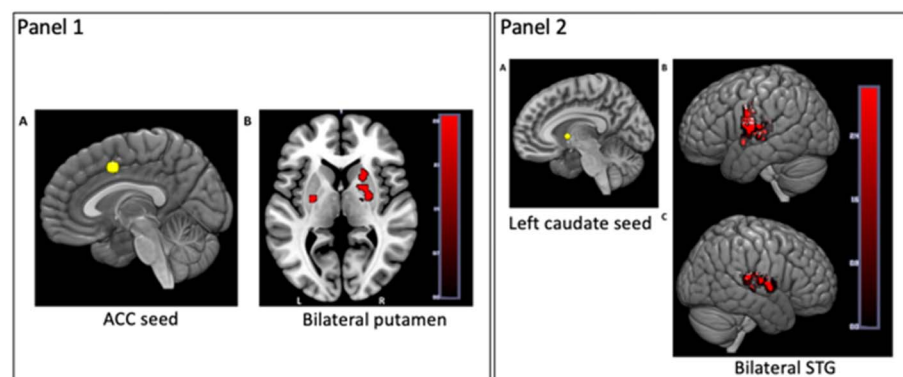 Panel 1
A
B
L
R
ACC seed
Bilateral putamen
Panel 2
A
B
Left caudate seed
C
Bilateral STG